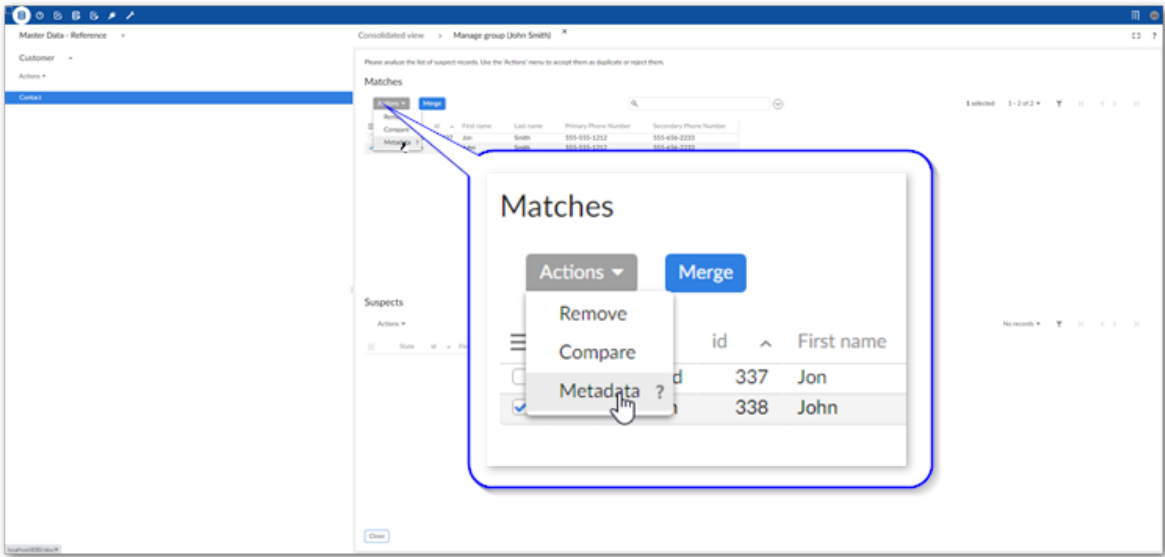 Master Data - Reference
Consolidated view > Manage group (John Smith) ×
?
Customer
Actions
Please analyze the list of suspect records. Use the 'Actions' menu to accept them as duplicate or reject them.
Matches
Contact
Actions Merge
1 selected 1 - 2 of 2
id First name Last name Primary Phone Number Secondary Phone Number
Compare
Jon Smith 555-555-1212 555-656-2233
Metadata ?
John Smith 555-555-1212 555-656-2233
Matches
Actions Merge
Remove
Compare
id First name
337 Jon
Metadata ?
338 John
Suspects
Actions
No records
State id
Close